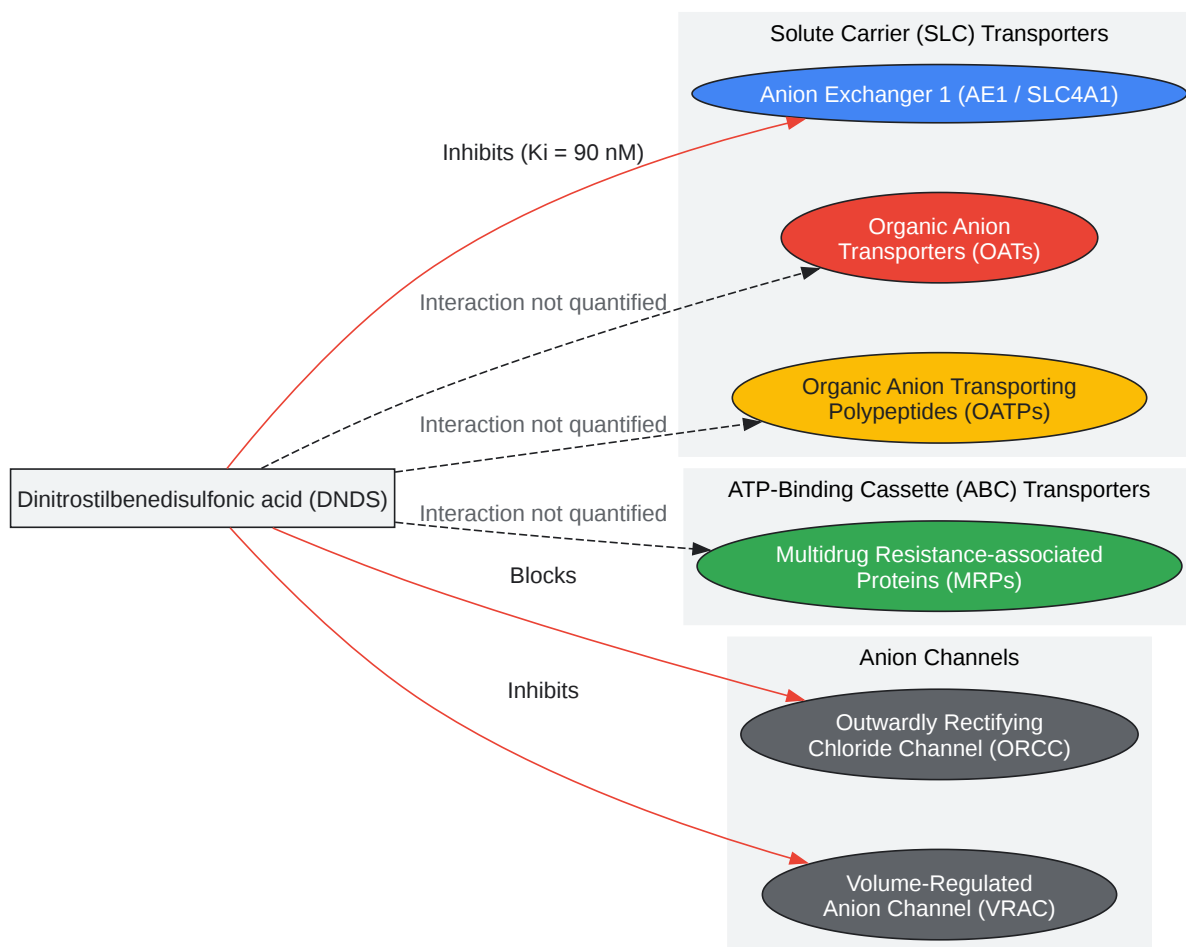 Solute Carrier (SLC) Transporters
Anion Exchanger 1 (AE1 / SLC4A1)
Inhibits (Ki = 90 nM)
Organic Anion
Transporters (OATs)
Interaction not quantified
Organic Anion Transporting
Polypeptides (OATPs)
Interaction not quantified
Dinitrostilbenedisulfonic acid (DNDS)
ATP-Binding Cassette (ABC) Transporters
Interaction not quantified
Multidrug Resistance-associated
Proteins (MRPs)
Blocks
Anion Channels
Inhibits
Outwardly Rectifying
Chloride Channel (ORCC)
Volume-Regulated
Anion Channel (VRAC)